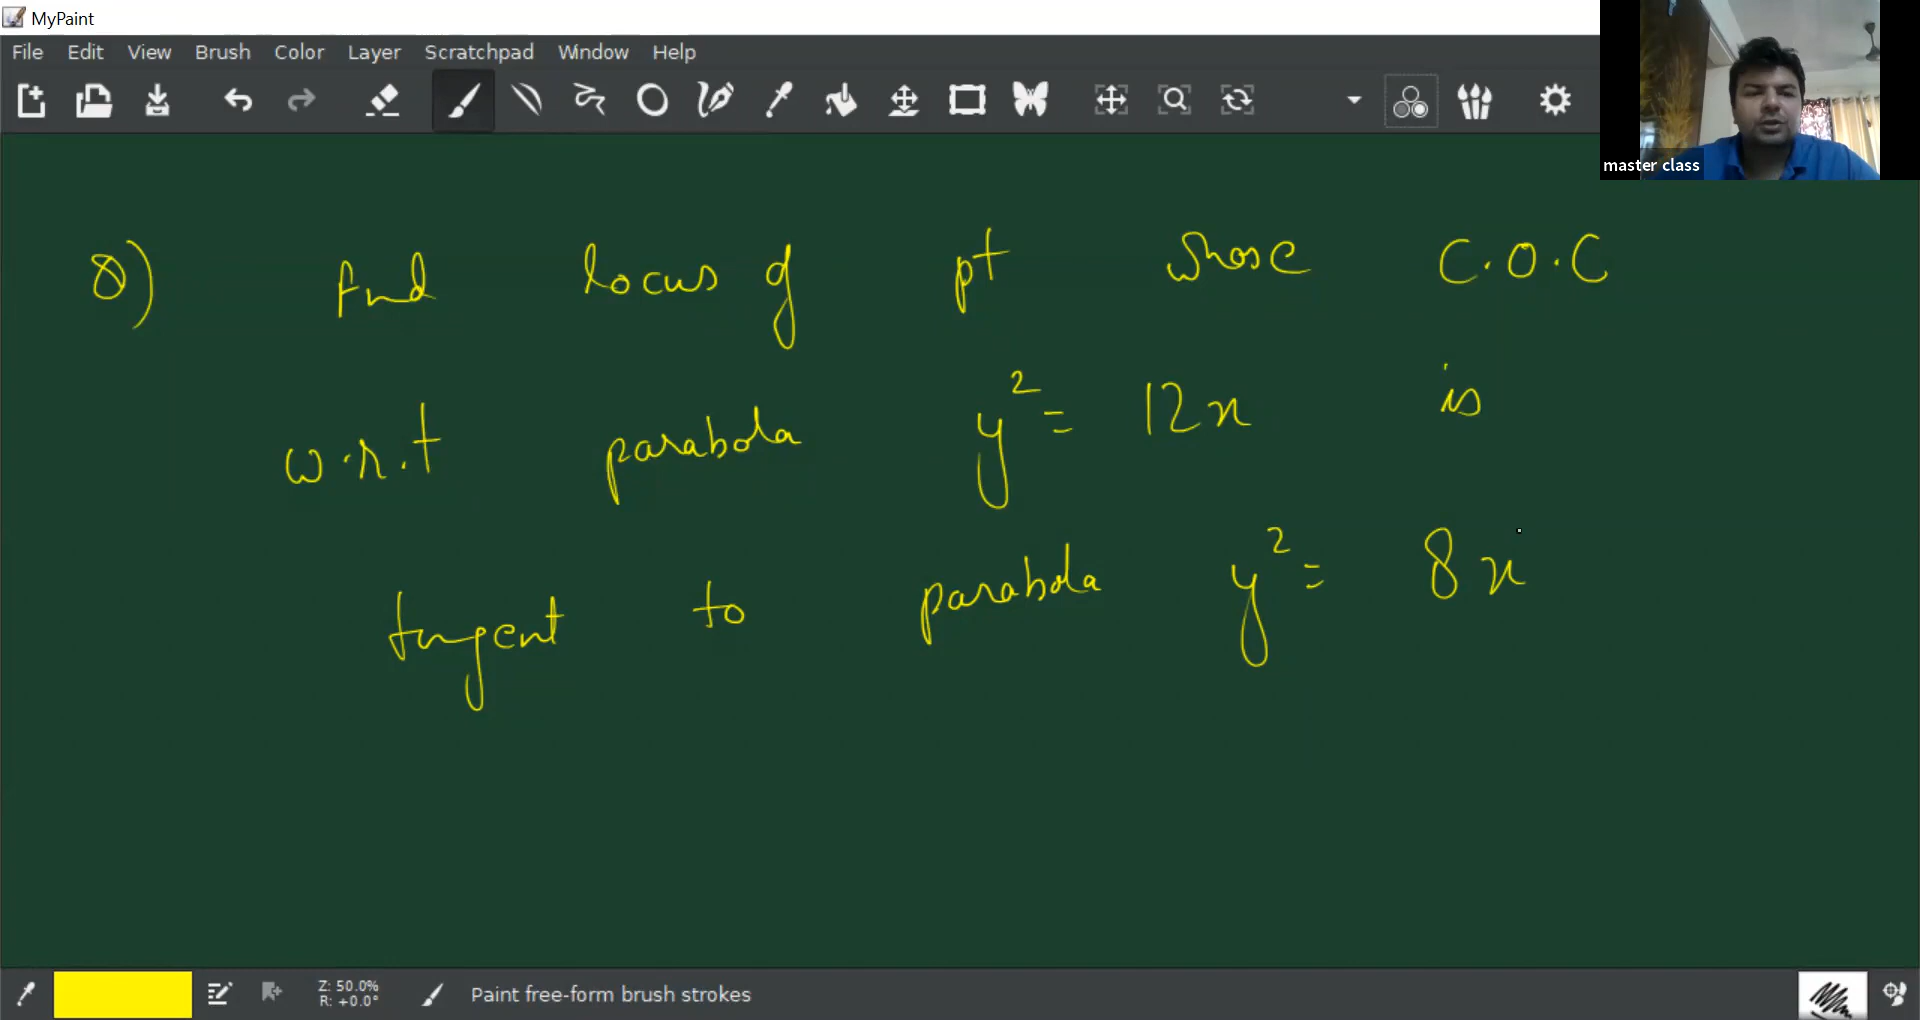 MyPaint
File Edit View Brush Color Layer Scratchpad Window Help
master class
Q) find locus of pt whose C.O.C
w.r.t parabola y² = 12x is
tangent to parabola y² = 8x
Z: 50.0%
R: +0.0°
Paint free-form brush strokes